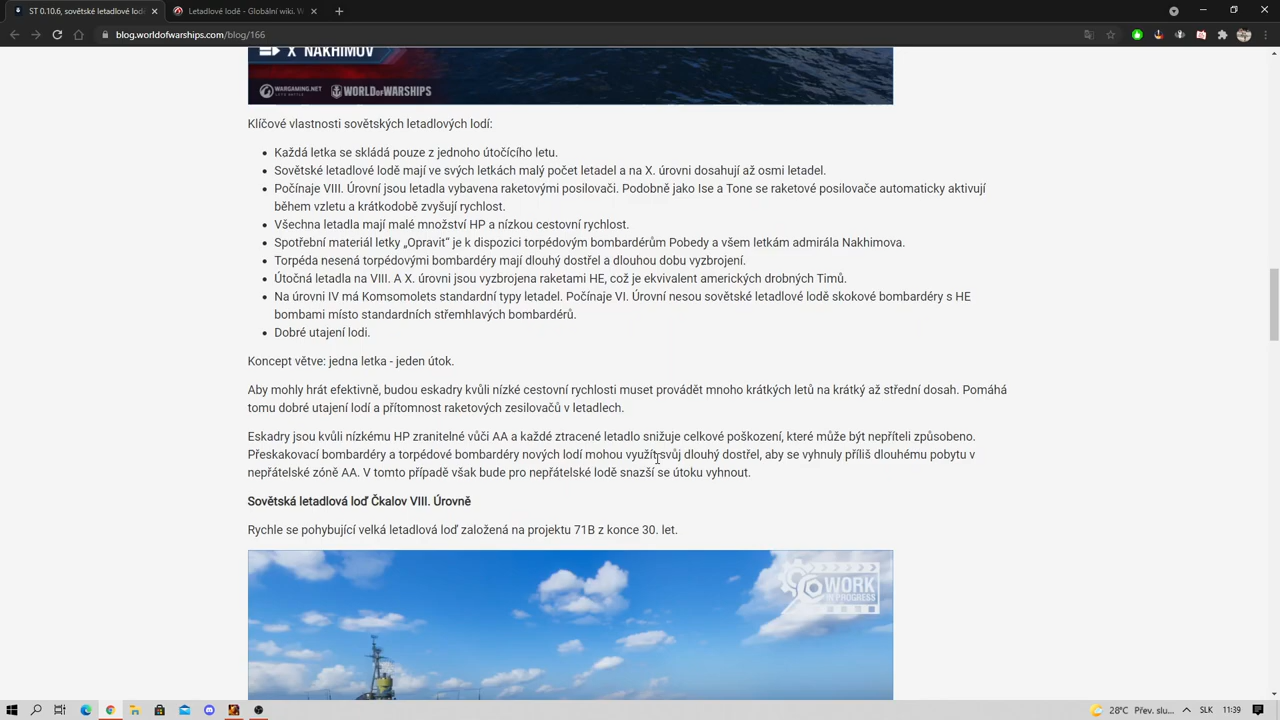 ST 0.10.6, sovětské letadlové lodi
Letadlové lodě - Globální wiki. W
blog.worldofwarships.com/blog/166
X NAKHIMOV
WARGAMING.NET
LET'S BATTLE
WORLD OF WARSHIPS
Klíčové vlastnosti sovětských letadlových lodí:
Každá letka se skládá pouze z jednoho útočícího letu.
Sovětské letadlové lodě mají ve svých letkách malý počet letadel a na X. úrovni dosahují až osmi letadel.
Počínaje VIII. Úrovní jsou letadla vybavena raketovými posilovači. Podobně jako Ise a Tone se raketové posilovače automaticky aktivují
během vzletu a krátkodobě zvyšují rychlost.
Všechna letadla mají malé množství HP a nízkou cestovní rychlost.
Spotřební materiál letky „Opravit" je k dispozici torpédovým bombardérům Pobedy a všem letkám admirála Nakhimova.
Torpéda nesená torpédovými bombardéry mají dlouhý dostřel a dlouhou dobu vyzbrojení.
Útočná letadla na VIII. A X. úrovni jsou vyzbrojena raketami HE, což je ekvivalent amerických drobných Timů.
Na úrovni IV má Komsomolets standardní typy letadel. Počínaje VI. Úrovní nesou sovětské letadlové lodě skokové bombardéry s HE
bombami místo standardních střemhlavých bombardérů.
Dobré utajení lodi.
Koncept větve: jedna letka - jeden útok.
Aby mohly hrát efektivně, budou eskadry kvůli nízké cestovní rychlosti muset provádět mnoho krátkých letů na krátký až střední dosah. Pomáhá
tomu dobré utajení lodí a přítomnost raketových zesilovačů v letadlech.
Eskadry jsou kvůli nízkému HP zranitelné vůči AA a každé ztracené letadlo snižuje celkové poškození, které může být nepříteli způsobeno.
Přeskakovací bombardéry a torpédové bombardéry nových lodí mohou využít svůj dlouhý dostřel, aby se vyhnuly příliš dlouhému pobytu v
nepřátelské zóně AA. V tomto případě však bude pro nepřátelské lodě snazší se útoku vyhnout.
Sovětská letadlová loď Čkalov VIII. Úrovně
Rychle se pohybující velká letadlová loď založená na projektu 71B z konce 30. let.
WORK
IN PROGRESS
28°C Přev. slu... SLK 11:39